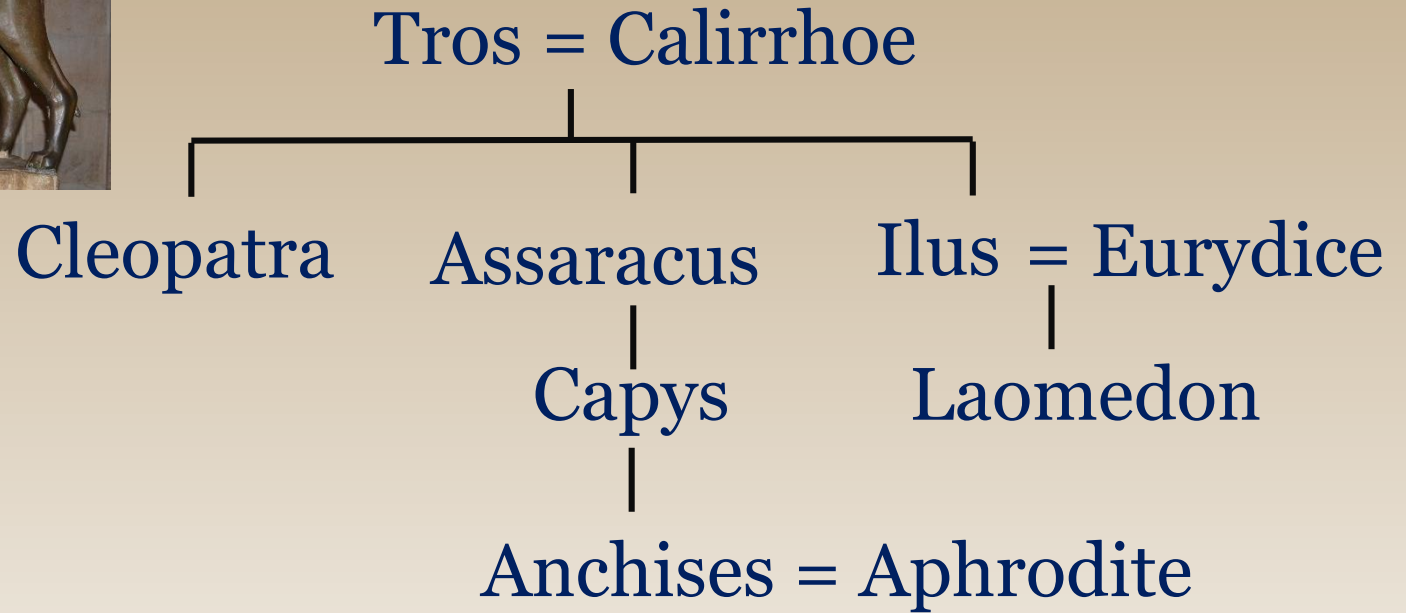 Tros = Calirrhoe
Cleopatra Assaracus Ilus = Eurydice
Capys Laomedon
Anchises = Aphrodite